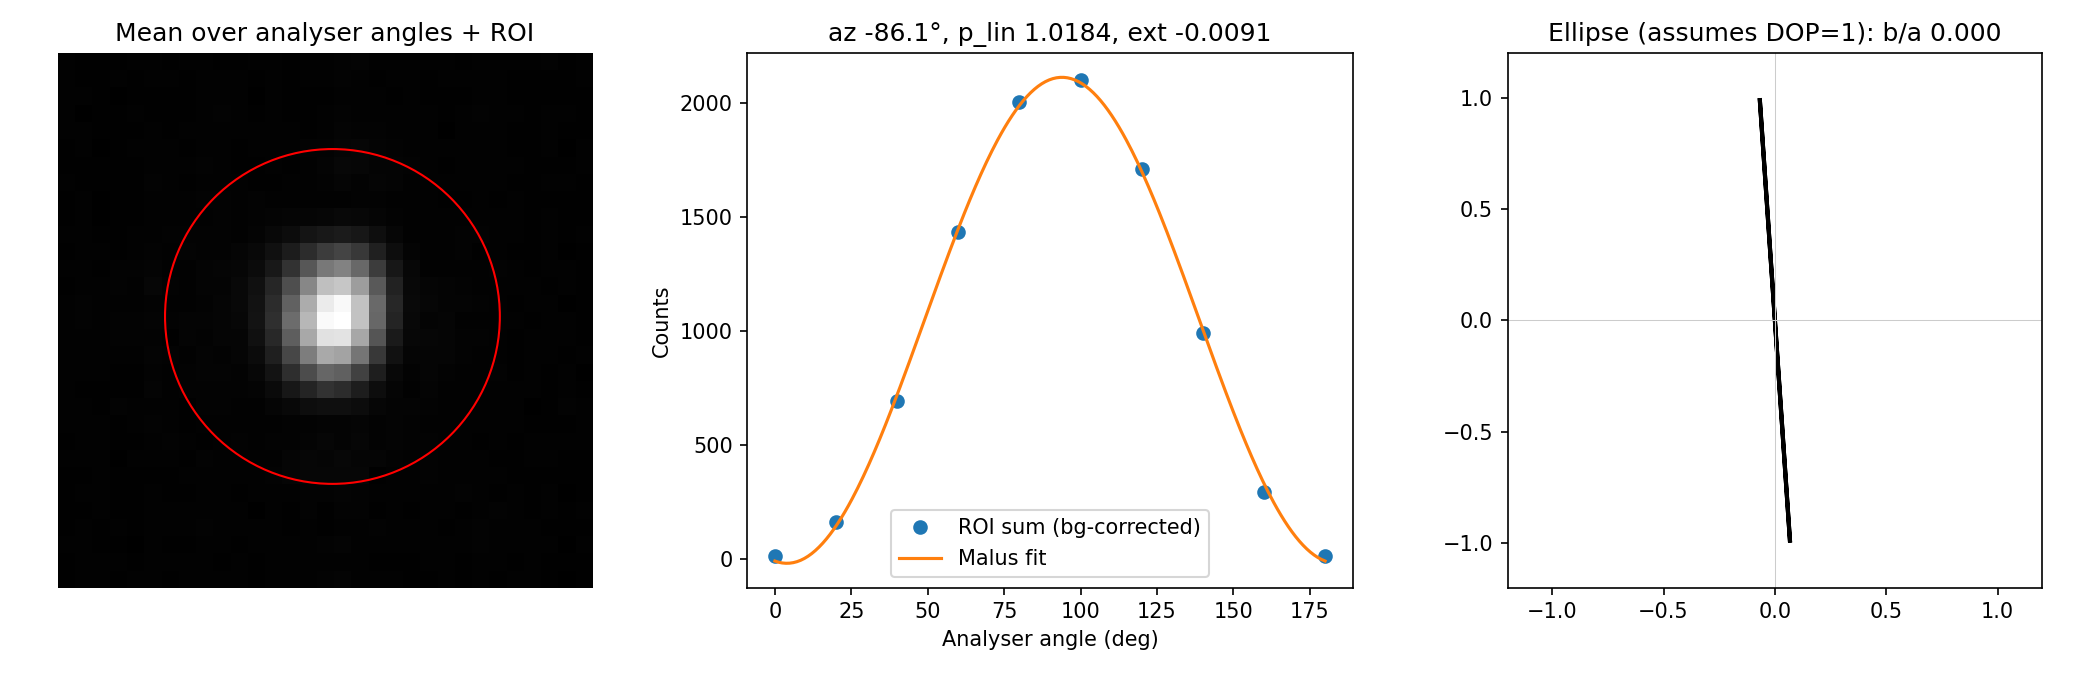 Mean over analyser angles + ROI
az -86.1°, p_lin 1.0184, ext -0.0091
Counts
2000
1500
1000
500
0
ROI sum (bg-corrected)
Malus fit
0 25 50 75 100 125 150 175
Analyser angle (deg)
Ellipse (assumes DOP=1): b/a 0.000
1.0
0.5
0.0
−0.5
−1.0
−1.0 −0.5 0.0 0.5 1.0